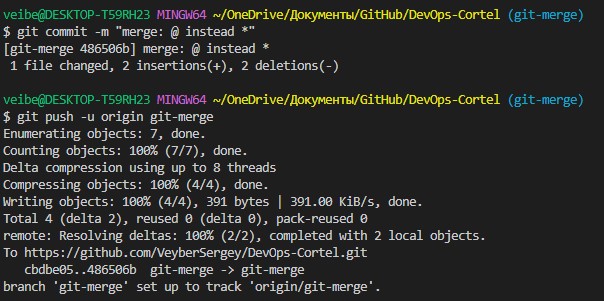 veibe@DESKTOP-T59RH23 MINGW64 ~/OneDrive/Документы/GitHub/DevOps-Cortel (git-merge)
$ git commit -m "merge: @ instead *"
[git-merge 486506b] merge: @ instead *
 1 file changed, 2 insertions(+), 2 deletions(-)
veibe@DESKTOP-T59RH23 MINGW64 ~/OneDrive/Документы/GitHub/DevOps-Cortel (git-merge)
$ git push -u origin git-merge
Enumerating objects: 7, done.
Counting objects: 100% (7/7), done.
Delta compression using up to 8 threads
Compressing objects: 100% (4/4), done.
Writing objects: 100% (4/4), 391 bytes | 391.00 KiB/s, done.
Total 4 (delta 2), reused 0 (delta 0), pack-reused 0
remote: Resolving deltas: 100% (2/2), completed with 2 local objects.
To https://github.com/VeyberSergey/DevOps-Cortel.git
   cbdbe05..486506b  git-merge -> git-merge
branch 'git-merge' set up to track 'origin/git-merge'.